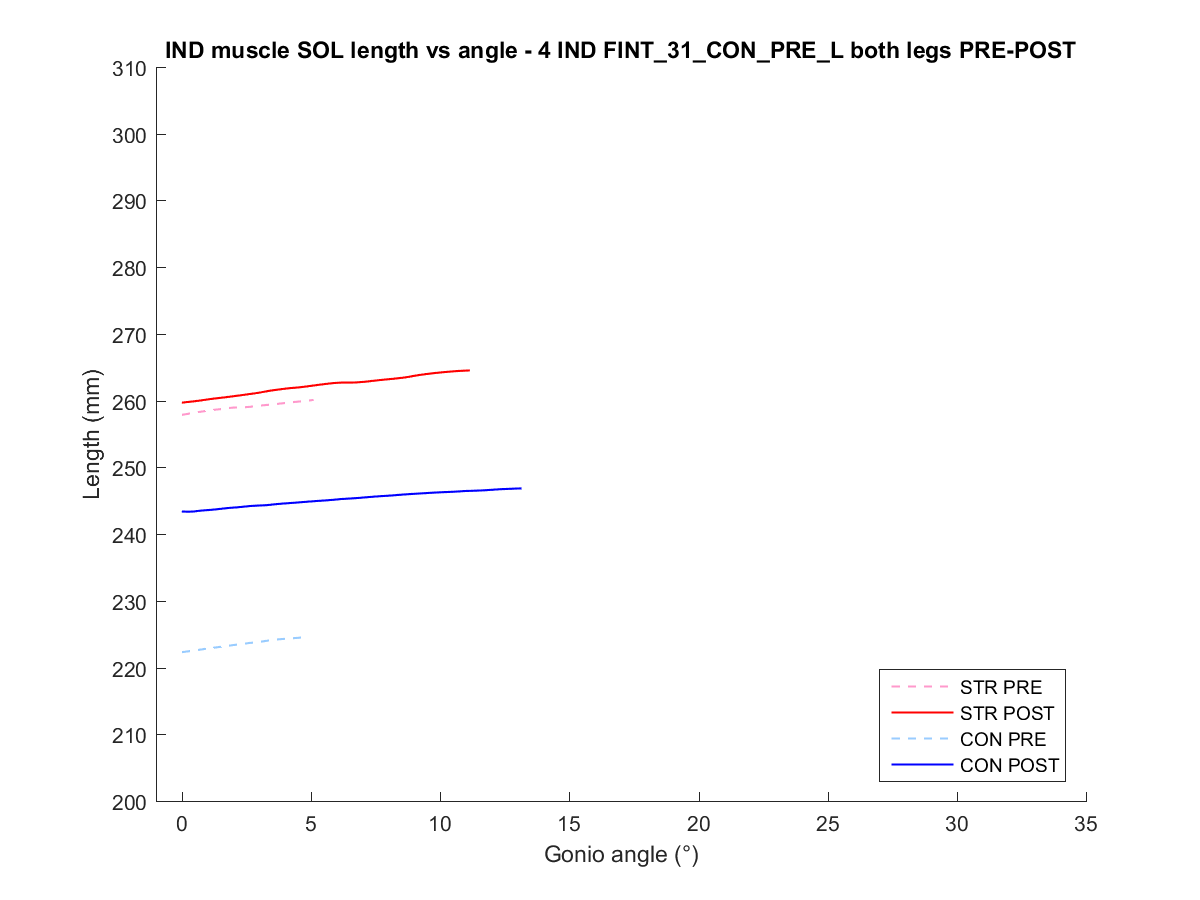 IND muscle SOL length vs angle - 4 IND FINT_31_CON_PRE_L both legs PRE-POST
310
300
290
280
270
260
250
240
230
220
210
200
Length (mm)
0 5 10 15 20 25 30 35
Gonio angle (°)
STR PRE
STR POST
CON PRE
CON POST